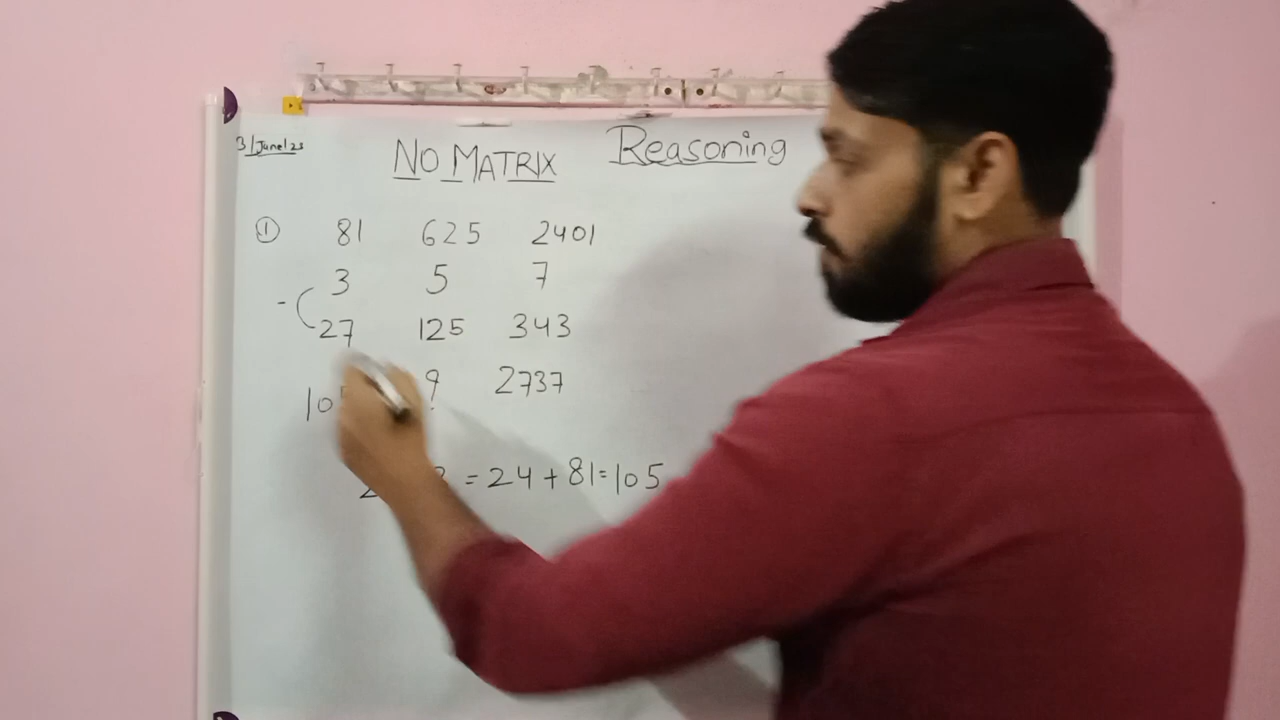 3/June/23
NO MATRIX Reasoning
① 81 625 2401
3 5 7
- 27 125 343
105 ? 2737
= 24 + 81 = 105